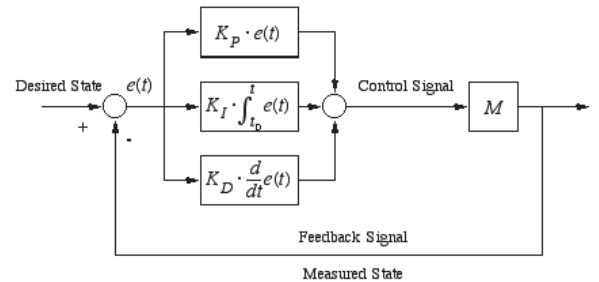 K_P · e(t)
Desired State
e(t)
K_I · ∫_{t_0}^{t} e(t)
Control Signal
M
+
-
K_D · d/dt e(t)
Feedback Signal
Measured State